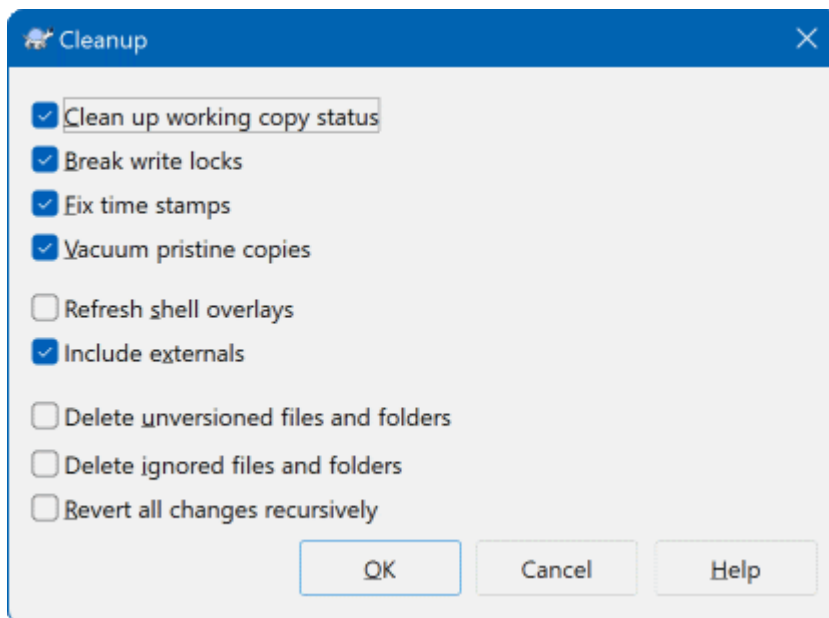 Cleanup
Clean up working copy status
Break write locks
Fix time stamps
Vacuum pristine copies
Refresh shell overlays
Include externals
Delete unversioned files and folders
Delete ignored files and folders
Revert all changes recursively
OK Cancel Help